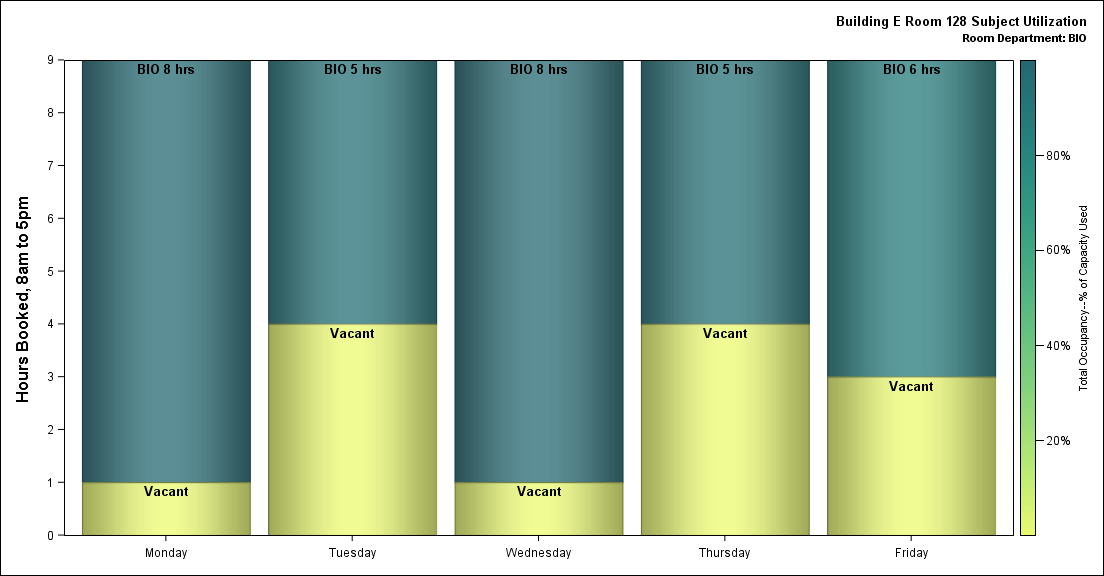 Building E Room 128 Subject Utilization
Room Department: BIO
Hours Booked, 8am to 5pm
9
8
7
6
5
4
3
2
1
0
BIO 8 hrs
BIO 5 hrs
BIO 8 hrs
BIO 5 hrs
BIO 6 hrs
Vacant
Vacant
Vacant
Vacant
Vacant
Monday
Tuesday
Wednesday
Thursday
Friday
80%
60%
40%
20%
Total Occupancy--% of Capacity Used